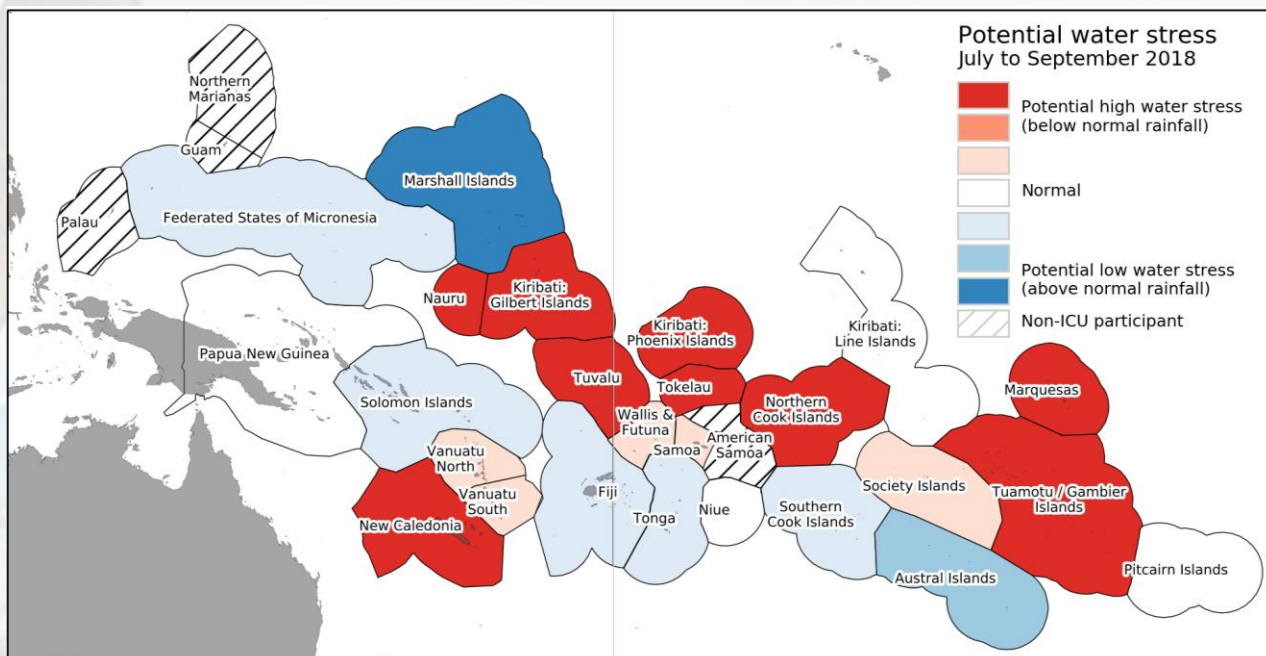 Potential water stress
July to September 2018
Potential high water stress
(below normal rainfall)
Normal
Potential low water stress
(above normal rainfall)
Non-ICU participant
Northern
Marianas
Guam
Palau
Federated States of Micronesia
Marshall Islands
Nauru
Kiribati:
Gilbert Islands
Kiribati:
Phoenix Islands
Kiribati:
Line Islands
Papua New Guinea
Tuvalu
Tokelau
Northern
Cook Islands
Marquesas
Solomon Islands
Wallis &
Futuna
Samoa
American
Samoa
Vanuatu
North
Vanuatu
South
Society Islands
Tuamotu / Gambier
Islands
New Caledonia
Fiji
Tonga
Niue
Southern
Cook Islands
Austral Islands
Pitcairn Islands